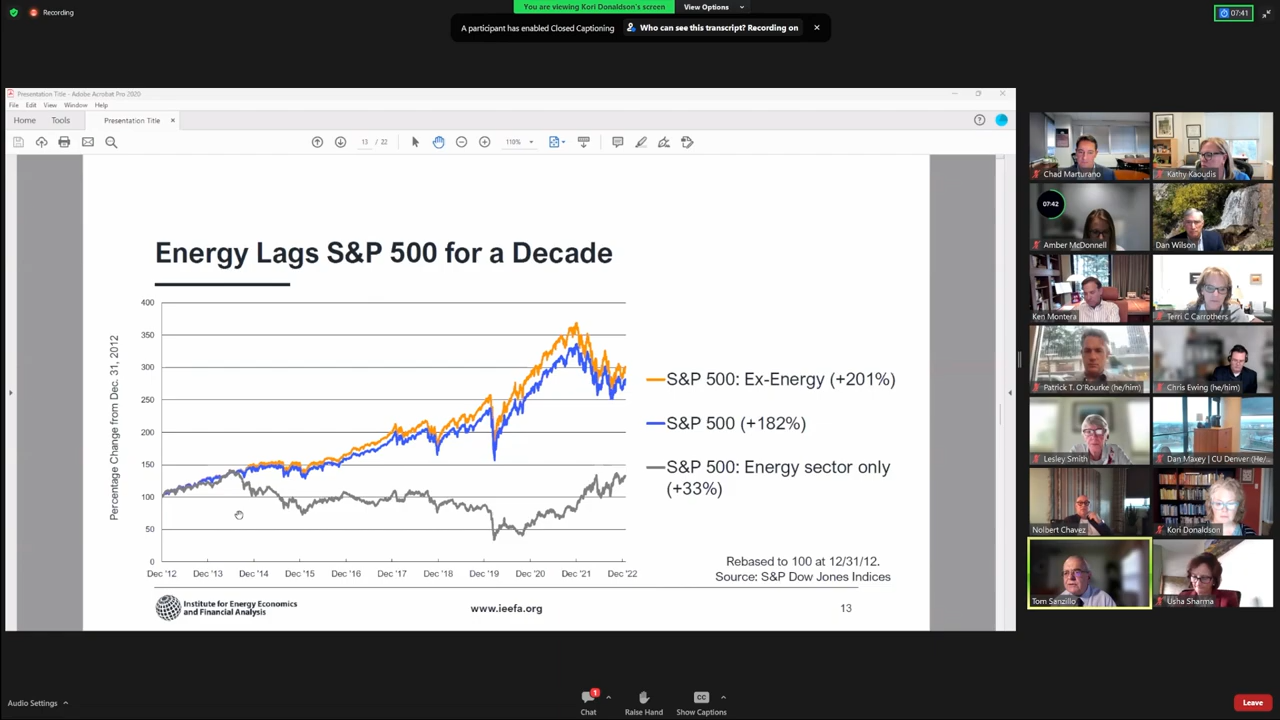 Recording
You are viewing Kori Donaldson's screen
View Options
07:41
A participant has enabled Closed Captioning
Who can see this transcript? Recording on
Presentation Title - Adobe Acrobat Pro 2020
File Edit View Window Help
Home Tools Presentation Title
13 / 22
110%
Energy Lags S&P 500 for a Decade
Percentage Change from Dec. 31, 2012
400
350
300
250
200
150
100
50
0
Dec '12 Dec '13 Dec '14 Dec '15 Dec '16 Dec '17 Dec '18 Dec '19 Dec '20 Dec '21 Dec '22
S&P 500: Ex-Energy (+201%)
S&P 500 (+182%)
S&P 500: Energy sector only
(+33%)
Rebased to 100 at 12/31/12.
Source: S&P Dow Jones Indices
Institute for Energy Economics
and Financial Analysis
www.ieefa.org
13
Chad Marturano
Kathy Kaoudis
07:42
Amber McDonnell
Dan Wilson
Ken Montera
Terri C Carrothers
Patrick T. O'Rourke (he/him)
Chris Ewing (he/him)
Lesley Smith
Dan Maxey | CU Denver (He/...
Nolbert Chavez
Kori Donaldson
Tom Sanzillo
Usha Sharma
Audio Settings
1
Chat
Raise Hand
CC
Show Captions
Leave